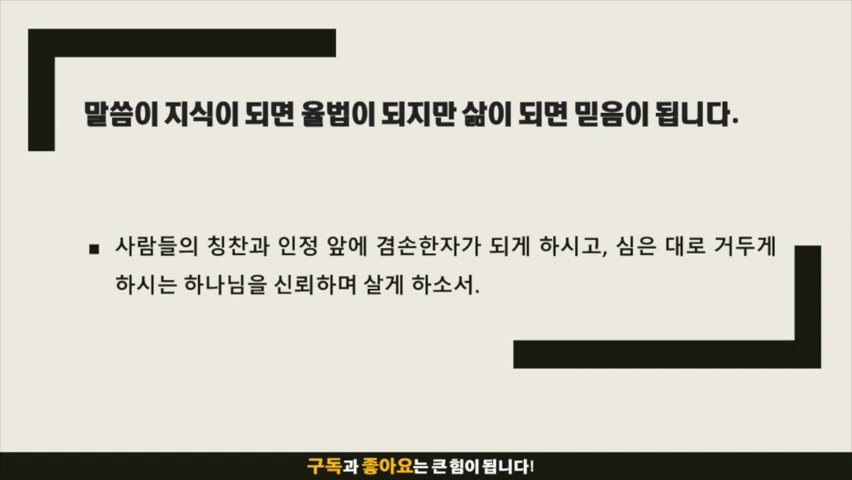 말씀이 지식이 되면 율법이 되지만 삶이 되면 믿음이 됩니다.
■ 사람들의 칭찬과 인정 앞에 겸손한자가 되게 하시고, 심은 대로 거두게
하시는 하나님을 신뢰하며 살게 하소서.
구독과 좋아요는 큰 힘이 됩니다!